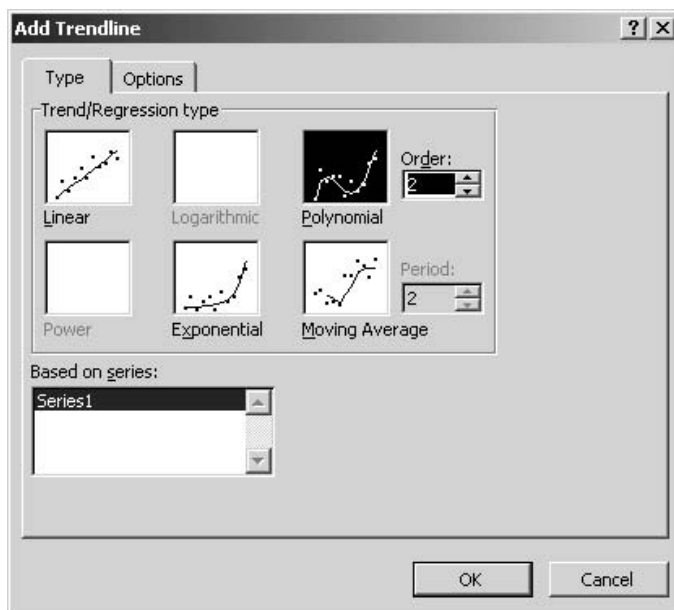 Add Trendline
Type Options
Trend/Regression type
Order:
2
Linear Logarithmic Polynomial
Period:
2
Power Exponential Moving Average
Based on series:
Series1
OK Cancel